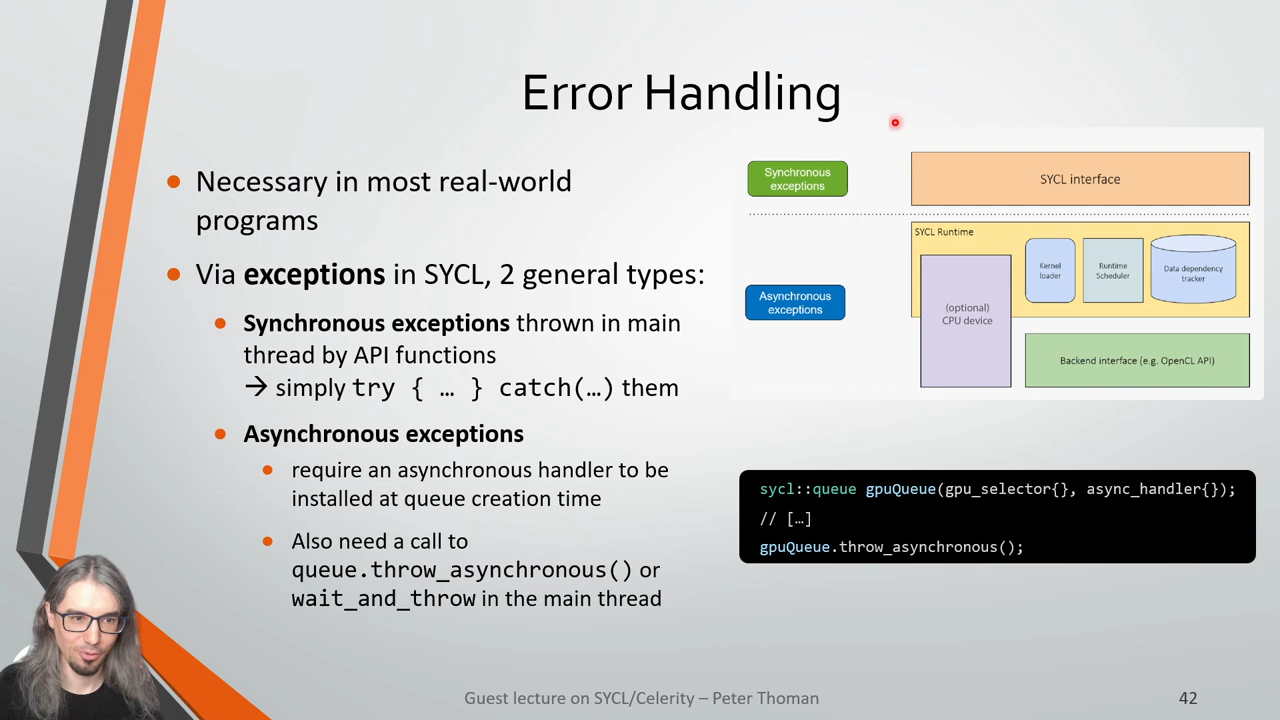 Error Handling
Necessary in most real-world
programs
Via exceptions in SYCL, 2 general types:
Synchronous exceptions thrown in main
thread by API functions
→ simply try { … } catch(…) them
Asynchronous exceptions
require an asynchronous handler to be
installed at queue creation time
Also need a call to
queue.throw_asynchronous() or
wait_and_throw in the main thread
Synchronous
exceptions
SYCL interface
SYCL Runtime
Kernel
loader
Runtime
Scheduler
Data dependency
tracker
Asynchronous
exceptions
(optional)
CPU device
Backend interface (e.g. OpenCL API)
sycl::queue gpuQueue(gpu_selector{}, async_handler{});
// […]
gpuQueue.throw_asynchronous();
Guest lecture on SYCL/Celerity – Peter Thoman
42